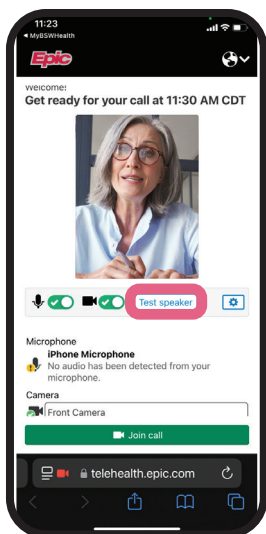 11:23
◀ MyBSWHealth
Epic
welcome!
Get ready for your call at 11:30 AM CDT
Test speaker
Microphone
iPhone Microphone
No audio has been detected from your
microphone.
Camera
Front Camera
Join call
telehealth.epic.com